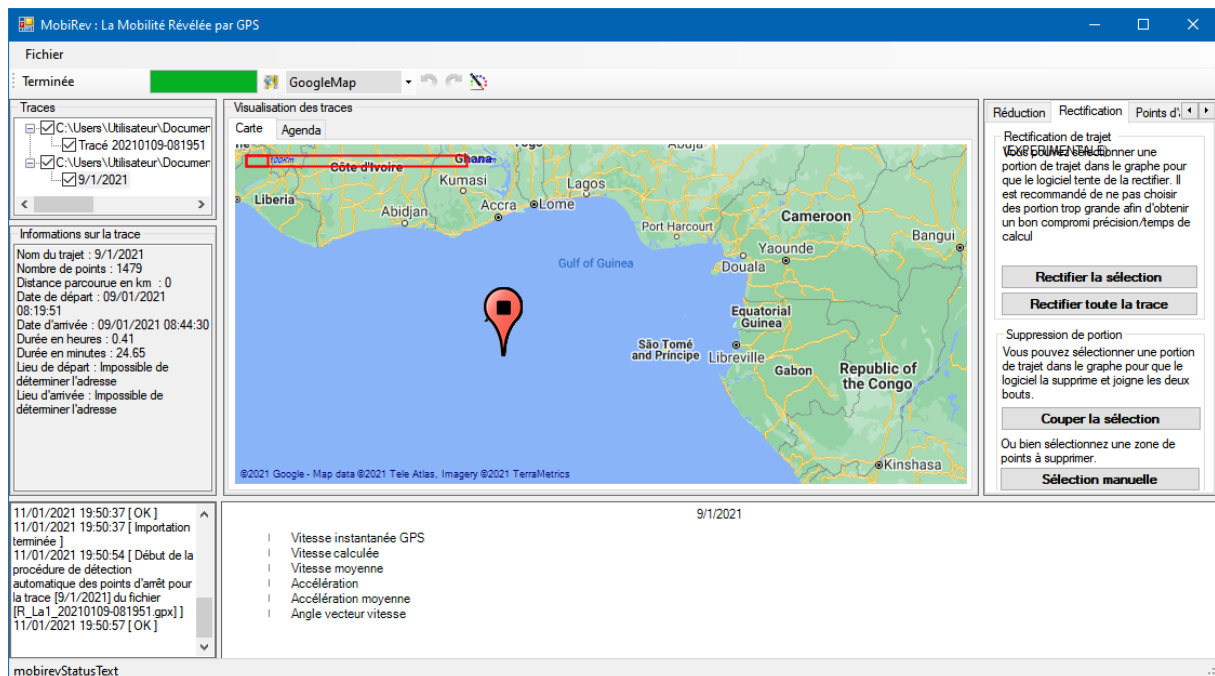 MobiRev : La Mobilité Révélée par GPS
Fichier
Terminée
GoogleMap
Traces
C:\Users\Utilisateur\Documer
Tracé 20210109-081951
C:\Users\Utilisateur\Documer
9/1/2021
Informations sur la trace
Nom du trajet : 9/1/2021
Nombre de points : 1479
Distance parcourue en km : 0
Date de départ : 09/01/2021
08:19:51
Date d'arrivée : 09/01/2021 08:44:30
Durée en heures : 0.41
Durée en minutes : 24.65
Lieu de départ : Impossible de
déterminer l'adresse
Lieu d'arrivée : Impossible de
déterminer l'adresse
Visualisation des traces
Carte
Agenda
100Km
Côte d'Ivoire
Ghana
Togo
Abuja
Kumasi
Lagos
Liberia
Abidjan
Accra
Lome
Cameroon
Port Harcourt
Bangui
Yaounde
Gulf of Guinea
Douala
Equatorial
Guinea
São Tomé
and Príncipe
Libreville
Gabon
Republic of
the Congo
Kinshasa
©2021 Google - Map data ©2021 Tele Atlas, Imagery ©2021 TerraMetrics
Réduction
Rectification
Points d'
Rectification de trajet
(EXPERIMENTALE)
Vous pouvez sélectionner une
portion de trajet dans le graphe pour
que le logiciel tente de la rectifier. Il
est recommandé de ne pas choisir
des portion trop grande afin d'obtenir
un bon compromi précision/temps de
calcul
Rectifier la sélection
Rectifier toute la trace
Suppression de portion
Vous pouvez sélectionner une portion
de trajet dans le graphe pour que le
logiciel la supprime et joigne les deux
bouts.
Couper la sélection
Ou bien sélectionnez une zone de
points à supprimer.
Sélection manuelle
11/01/2021 19:50:37 [ OK ]
11/01/2021 19:50:37 [ Importation
terminée ]
11/01/2021 19:50:54 [ Début de la
procédure de détection
automatique des points d'arrêt pour
la trace [9/1/2021] du fichier
[R_La1_20210109-081951.gpx] ]
11/01/2021 19:50:57 [ OK ]
9/1/2021
Vitesse instantanée GPS
Vitesse calculée
Vitesse moyenne
Accélération
Accélération moyenne
Angle vecteur vitesse
mobirevStatusText